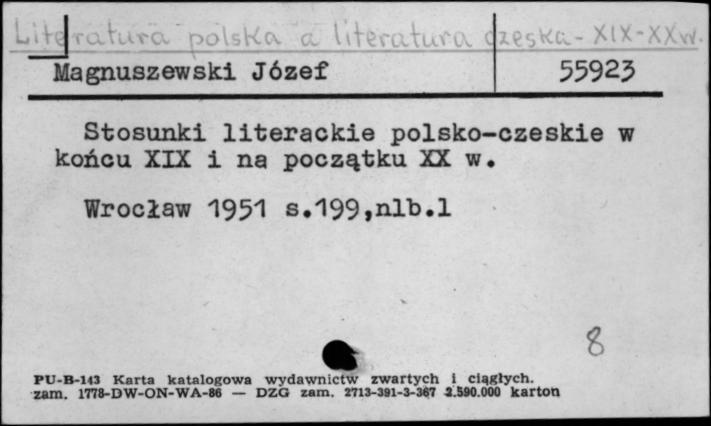 Literatura polska a literatura czeska - XIX-XX w.
Magnuszewski Józef 55923
Stosunki literackie polsko-czeskie w
końcu XIX i na początku XX w.
Wrocław 1951 s.199,nlb.1
8
PU-B-143 Karta katalogowa wydawnictw zwartych i ciągłych.
zam. 1778-DW-ON-WA-86 — DZG zam. 2713-391-3-367 2.590.000 karton